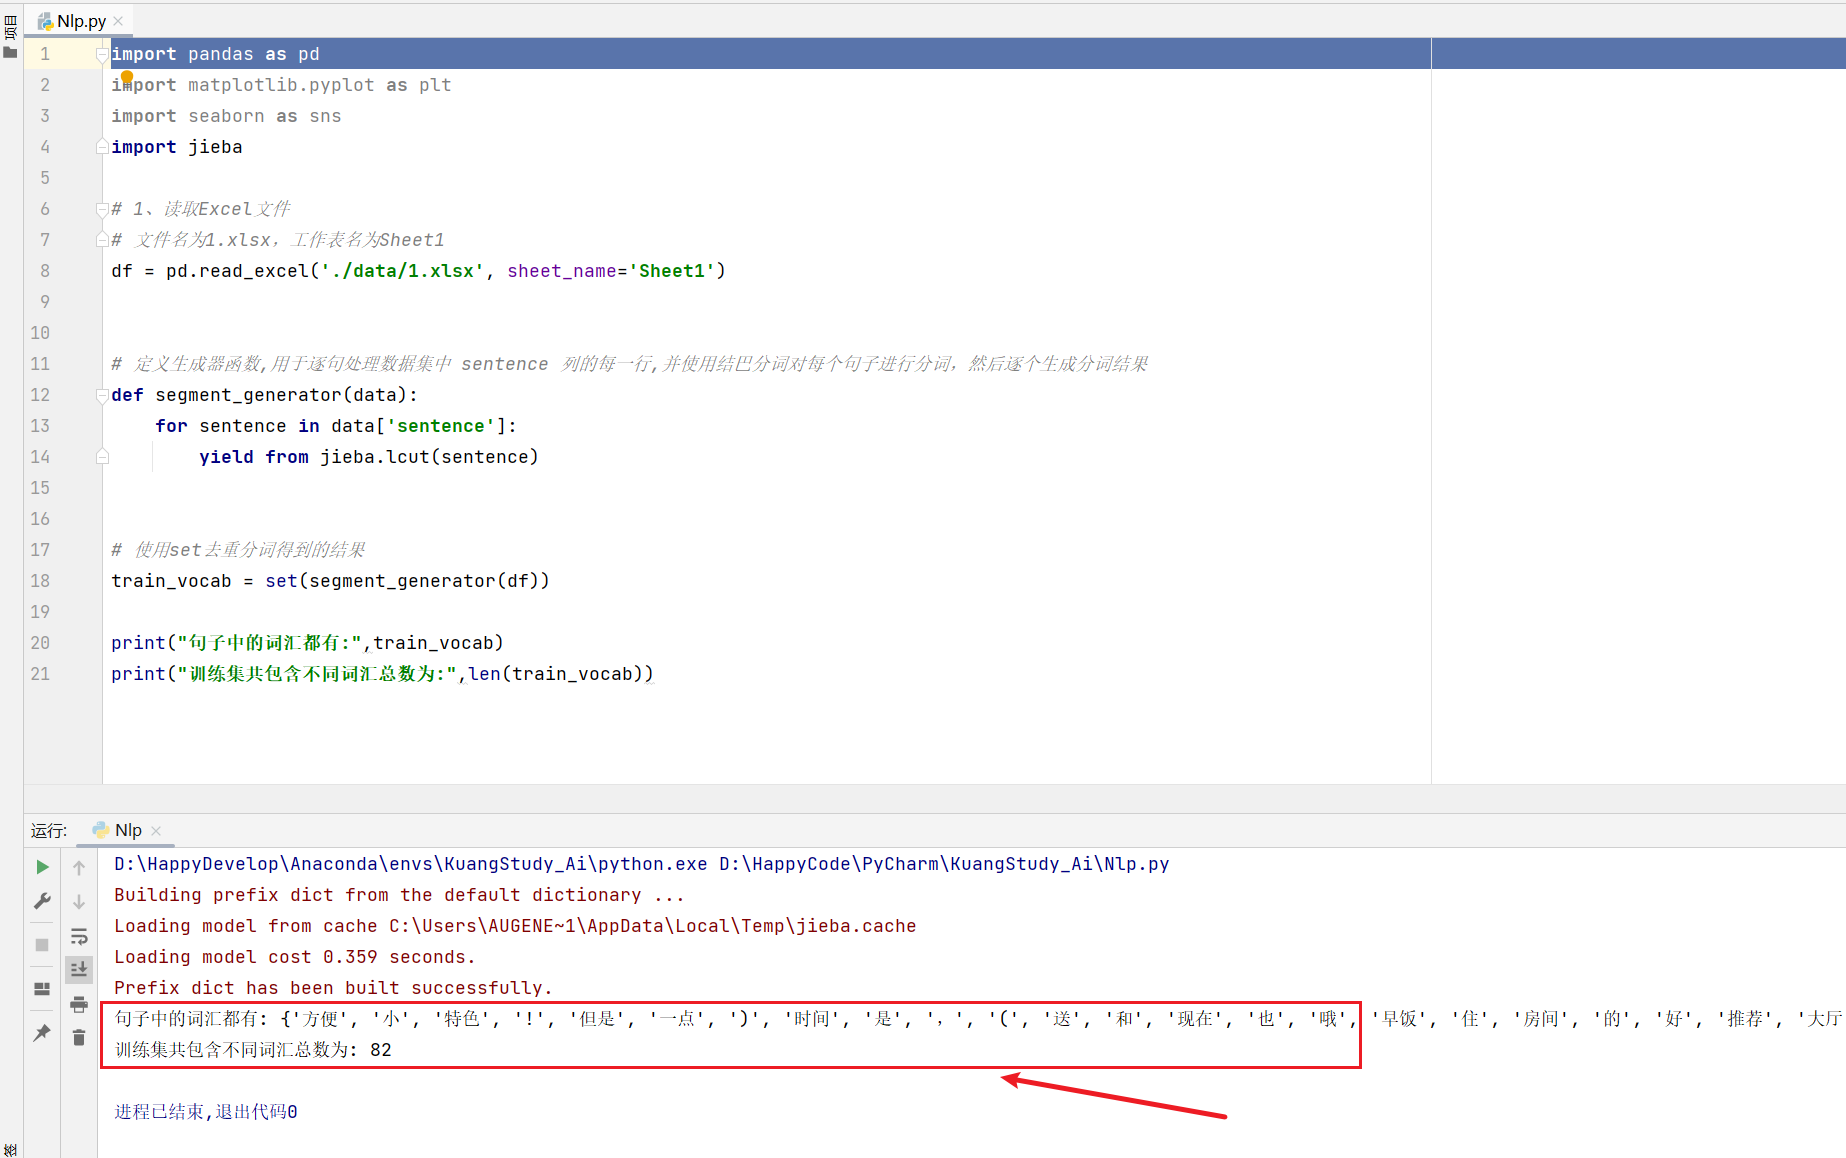 项目
Nlp.py
1 import pandas as pd
2 import matplotlib.pyplot as plt
3 import seaborn as sns
4 import jieba
5
6 # 1、读取Excel文件
7 # 文件名为1.xlsx，工作表名为Sheet1
8 df = pd.read_excel('./data/1.xlsx', sheet_name='Sheet1')
9
10
11 # 定义生成器函数,用于逐句处理数据集中 sentence 列的每一行,并使用结巴分词对每个句子进行分词，然后逐个生成分词结果
12 def segment_generator(data):
13     for sentence in data['sentence']:
14         yield from jieba.lcut(sentence)
15
16
17 # 使用set去重分词得到的结果
18 train_vocab = set(segment_generator(df))
19
20 print("句子中的词汇都有:",train_vocab)
21 print("训练集共包含不同词汇总数为:",len(train_vocab))
运行: Nlp
D:\HappyDevelop\Anaconda\envs\KuangStudy_Ai\python.exe D:\HappyCode\PyCharm\KuangStudy_Ai\Nlp.py
Building prefix dict from the default dictionary ...
Loading model from cache C:\Users\AUGENE~1\AppData\Local\Temp\jieba.cache
Loading model cost 0.359 seconds.
Prefix dict has been built successfully.
句子中的词汇都有: {'方便', '小', '特色', '!', '但是', '一点', ')', '时间', '是', '，', '(', '送', '和', '现在', '也', '哦', '早饭', '住', '房间', '的', '好', '推荐', '大厅
训练集共包含不同词汇总数为: 82
进程已结束,退出代码0
签